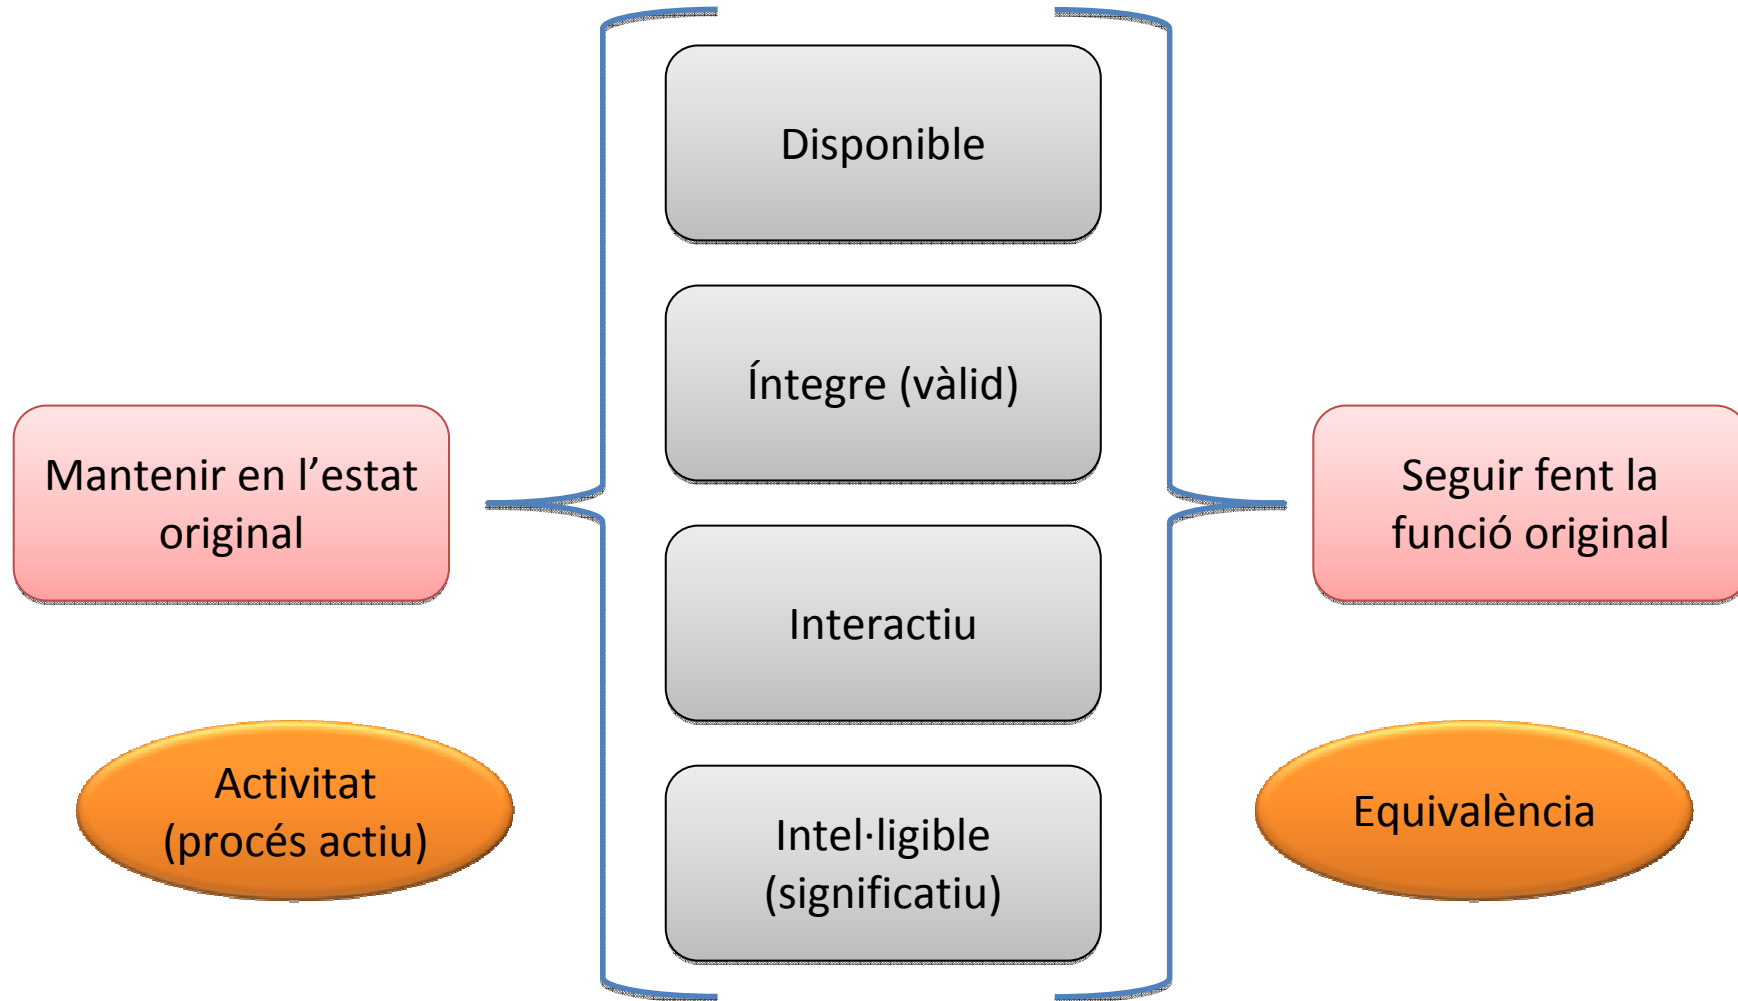 Disponible
Íntegre (vàlid)
Mantenir en l’estat
original
Seguir fent la
funció original
Interactiu
Activitat
(procés actiu)
Intel·ligible
(significatiu)
Equivalència